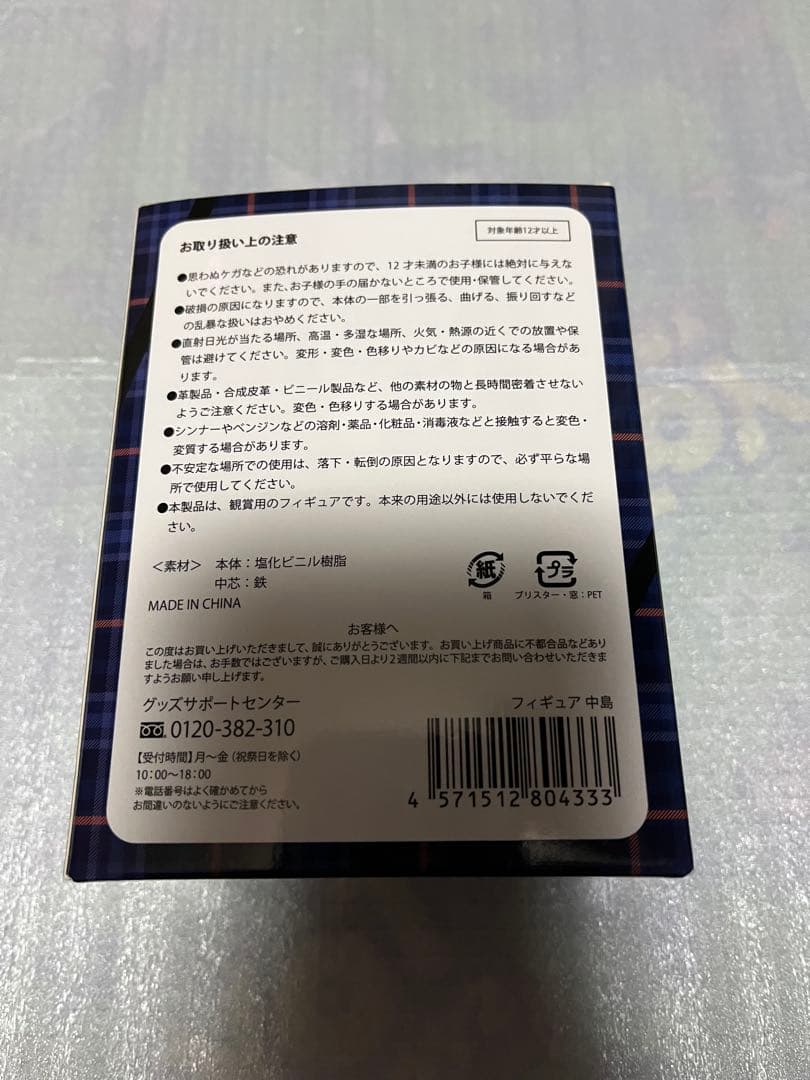 お取り扱い上の注意
対象年齢12才以上
●思わぬケガなどの恐れがありますので、12 才未満のお子様には絶対に与えな
いでください。また、お子様の手の届かないところで使用・保管してください。
●破損の原因になりますので、本体の一部を引っ張る、曲げる、振り回すなど
の乱暴な扱いはおやめください。
●直射日光が当たる場所、高温・多湿な場所、火気・熱源の近くでの放置や保
管は避けてください。変形・変色・色移りやカビなどの原因になる場合があ
ります。
●革製品・合成皮革・ビニール製品など、他の素材の物と長時間密着させない
ようご注意ください。変色・色移りする場合があります。
●シンナーやベンジンなどの溶剤・薬品・化粧品・消毒液などと接触すると変色・
変質する場合があります。
●不安定な場所での使用は、落下・転倒の原因となりますので、必ず平らな場
所で使用してください。
●本製品は、観賞用のフィギュアです。本来の用途以外には使用しないでくだ
さい。
＜素材＞ 本体：塩化ビニル樹脂
中芯：鉄
MADE IN CHINA
紙
箱
プラ
ブリスター・窓：PET
お客様へ
この度はお買い上げいただきまして、誠にありがとうございます。お買い上げ商品に不都合品などあり
ました場合は、お手数ではございますが、ご購入日より2週間以内に下記までお問い合わせいただきま
すようお願い申し上げます。
グッズサポートセンター
0120-382-310
【受付時間】月〜金（祝祭日を除く）
10：00〜18：00
※電話番号はよく確かめてから
お間違いのないようにご注意ください。
フィギュア 中島
4 571512 804333